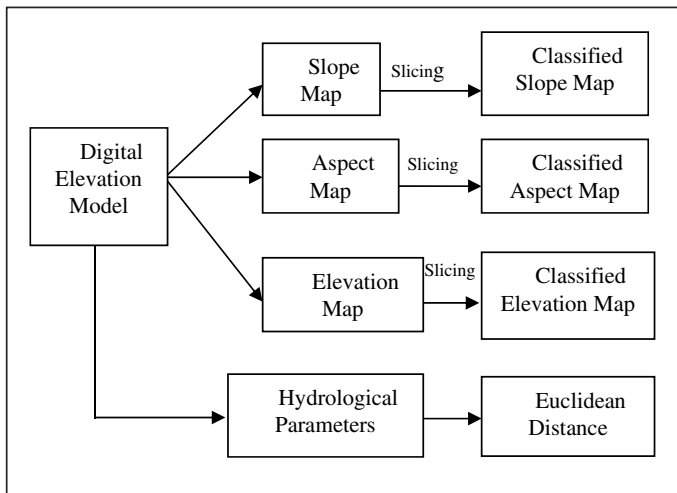 Slope
Map
Slicing
Classified
Slope Map
Digital
Elevation
Model
Aspect
Map
Slicing
Classified
Aspect Map
Elevation
Map
Slicing
Classified
Elevation Map
Hydrological
Parameters
Euclidean
Distance